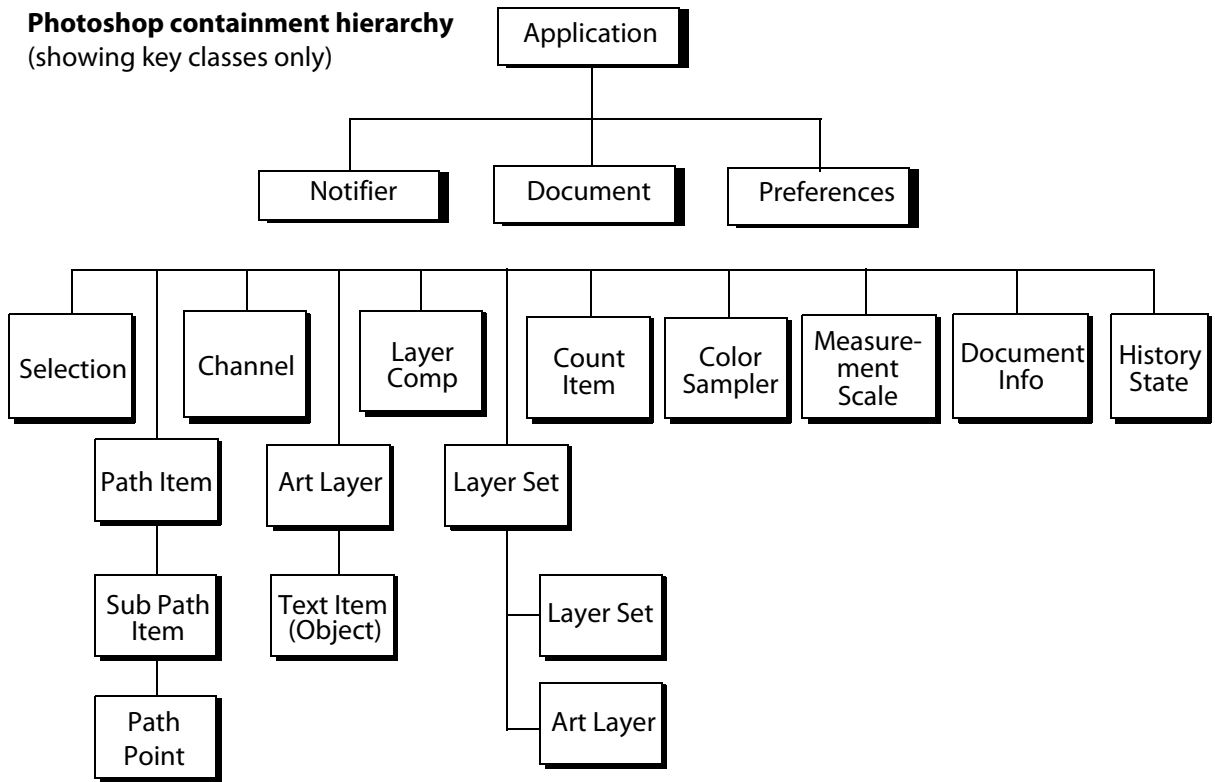 Photoshop containment hierarchy
(showing key classes only)
Application
Notifier
Document
Preferences
Selection
Channel
Layer
Comp
Count
Item
Color
Sampler
Measure-
ment
Scale
Document
Info
History
State
Path Item
Art Layer
Layer Set
Sub Path
Item
Text Item
(Object)
Layer Set
Path
Point
Art Layer